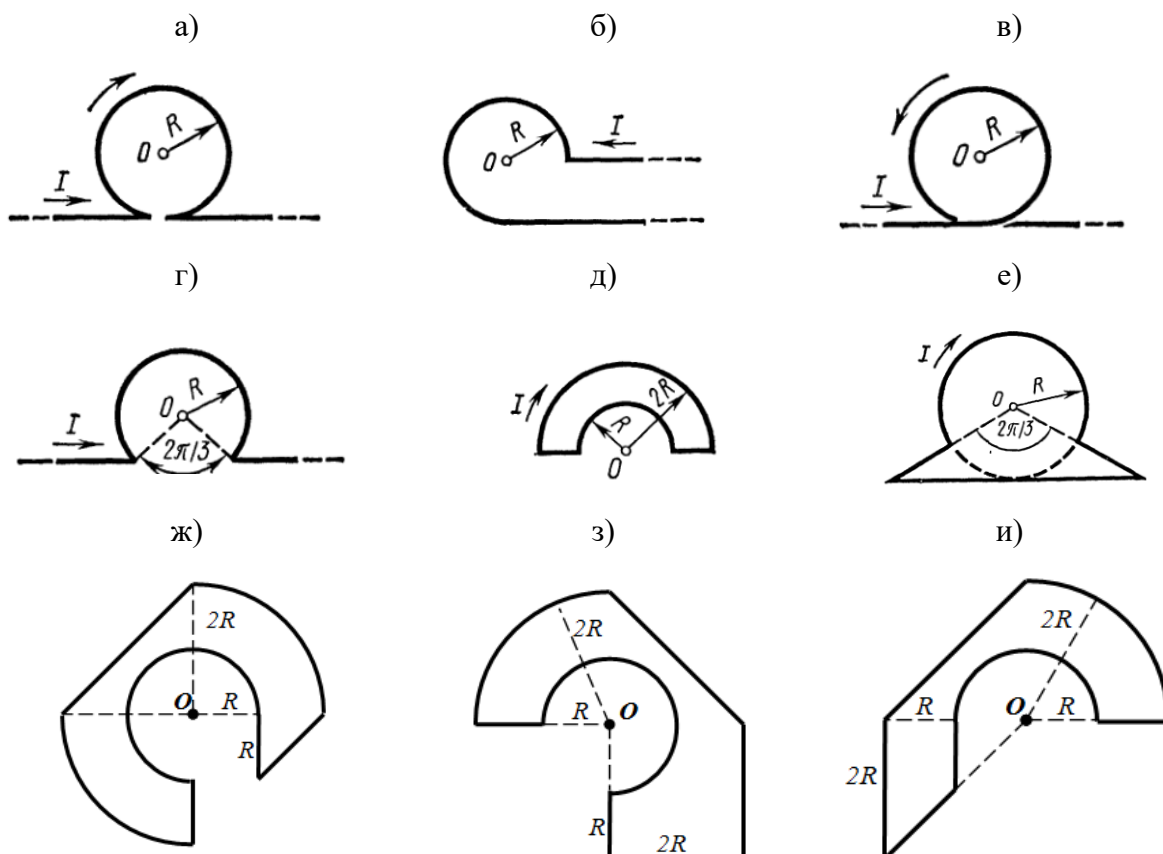 а) б) в)
R O I
R O I
R O I
г) д) е)
R O I 2π/3
I 2R R O
I R O 2π/3
ж) з) и)
2R O R R
2R R O R 2R
2R R O R 2R